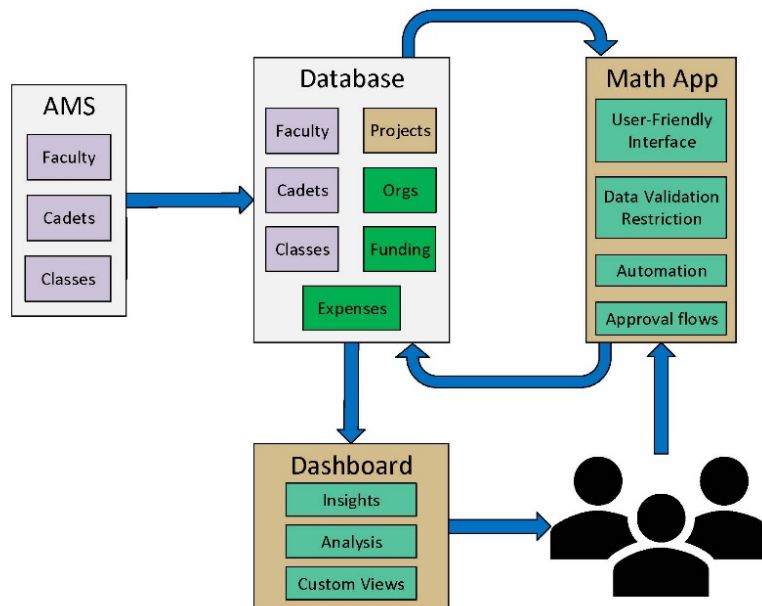 AMS
Faculty
Cadets
Classes
Database
Faculty
Projects
Cadets
Orgs
Classes
Funding
Expenses
Math App
User-Friendly
Interface
Data Validation
Restriction
Automation
Approval flows
Dashboard
Insights
Analysis
Custom Views